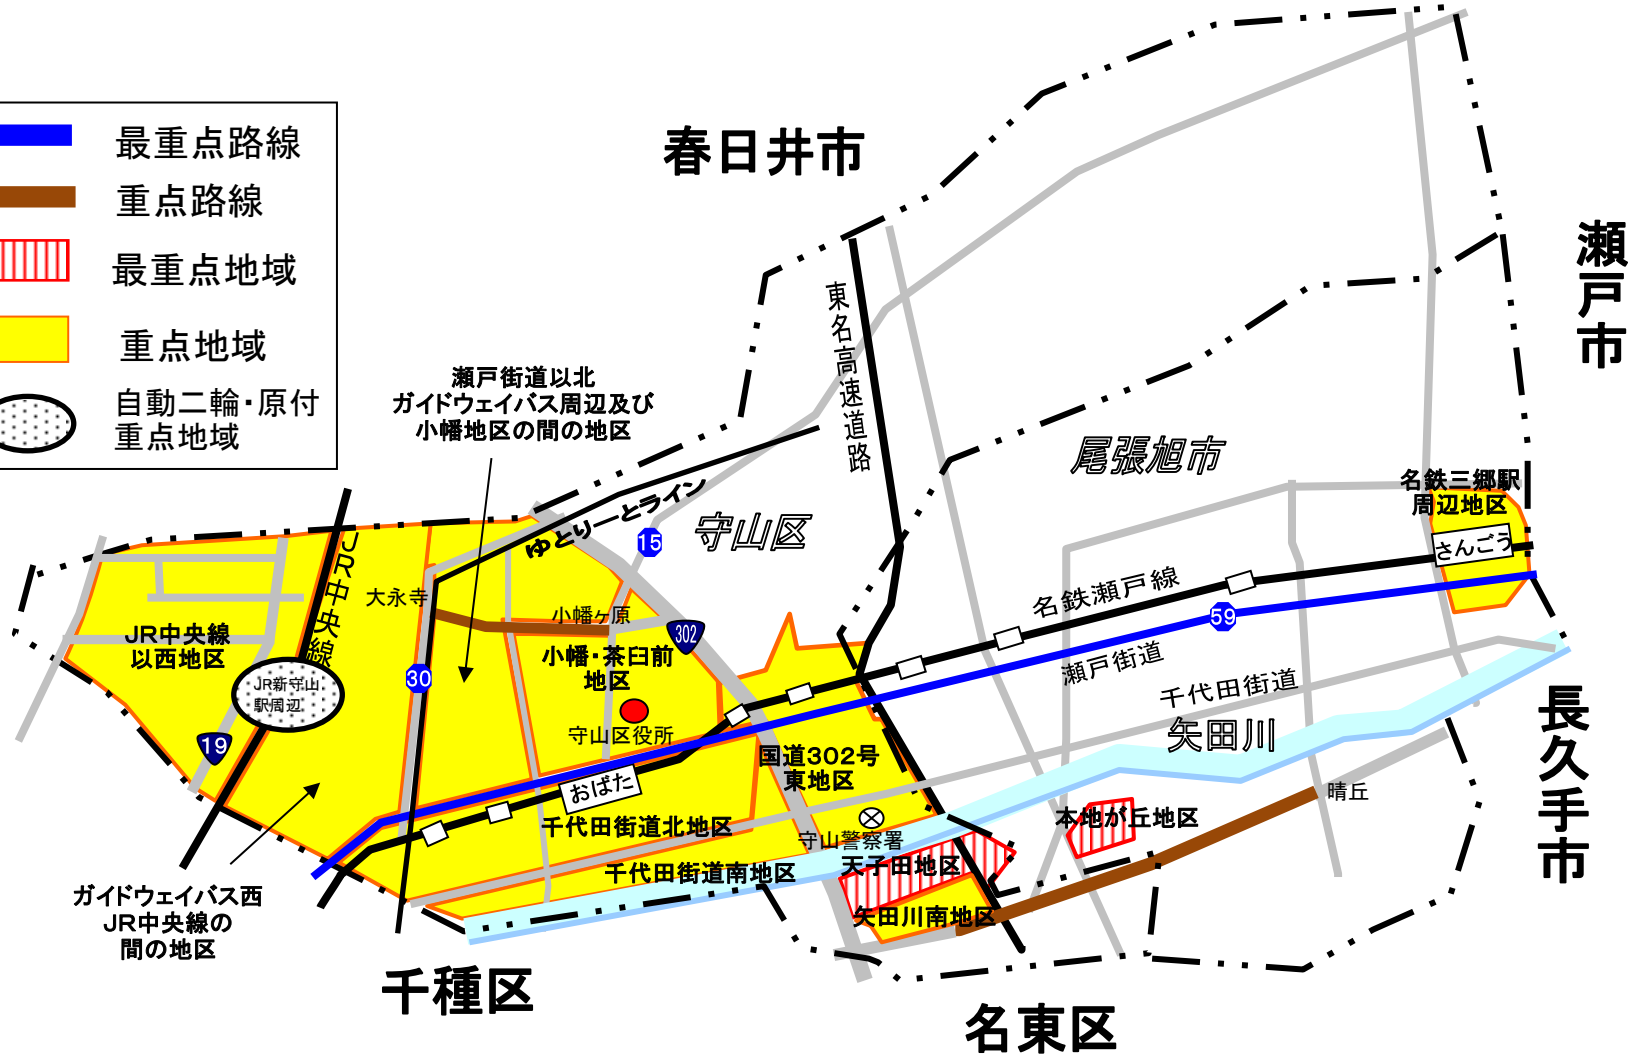 最重点路線
重点路線
最重点地域
重点地域
自動二輪・原付
重点地域
春日井市
瀬戸市
長久手市
千種区
名東区
尾張旭市
守山区
矢田川
東名高速道路
瀬戸街道以北
ガイドウェイバス周辺及び
小幡地区の間の地区
ゆとりーとライン
15
名鉄三郷駅
周辺地区
さんごう
名鉄瀬戸線
59
瀬戸街道
千代田街道
JR中央線
大永寺
小幡ヶ原
302
JR中央線
以西地区
小幡・茶臼前
地区
30
JR新守山
駅周辺
守山区役所
19
国道302号
東地区
おばた
千代田街道北地区
守山警察署
本地が丘地区
晴丘
千代田街道南地区
天子田地区
矢田川南地区
ガイドウェイバス西
JR中央線の
間の地区